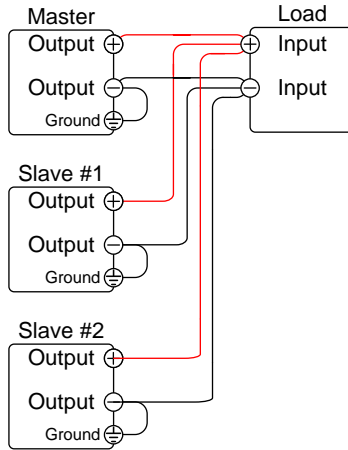 Master
Output +
Output −
Ground
Slave #1
Output +
Output −
Ground
Slave #2
Output +
Output −
Ground
Load
+ Input
− Input